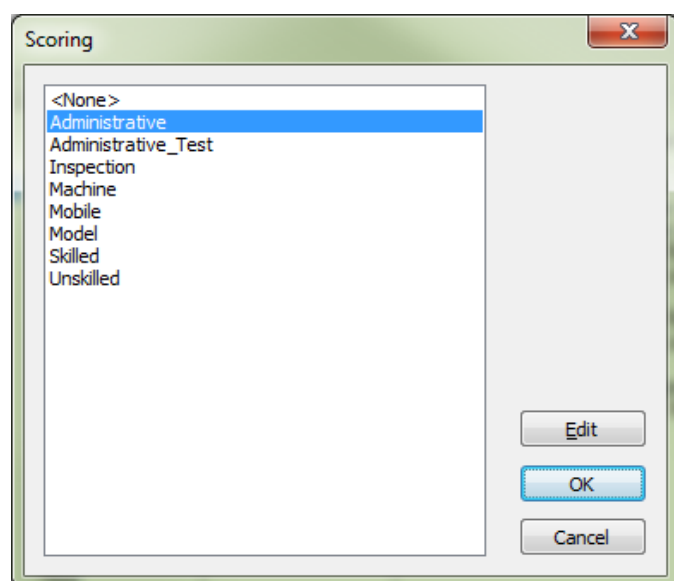 Scoring
<None>
Administrative
Administrative_Test
Inspection
Machine
Mobile
Model
Skilled
Unskilled
Edit
OK
Cancel